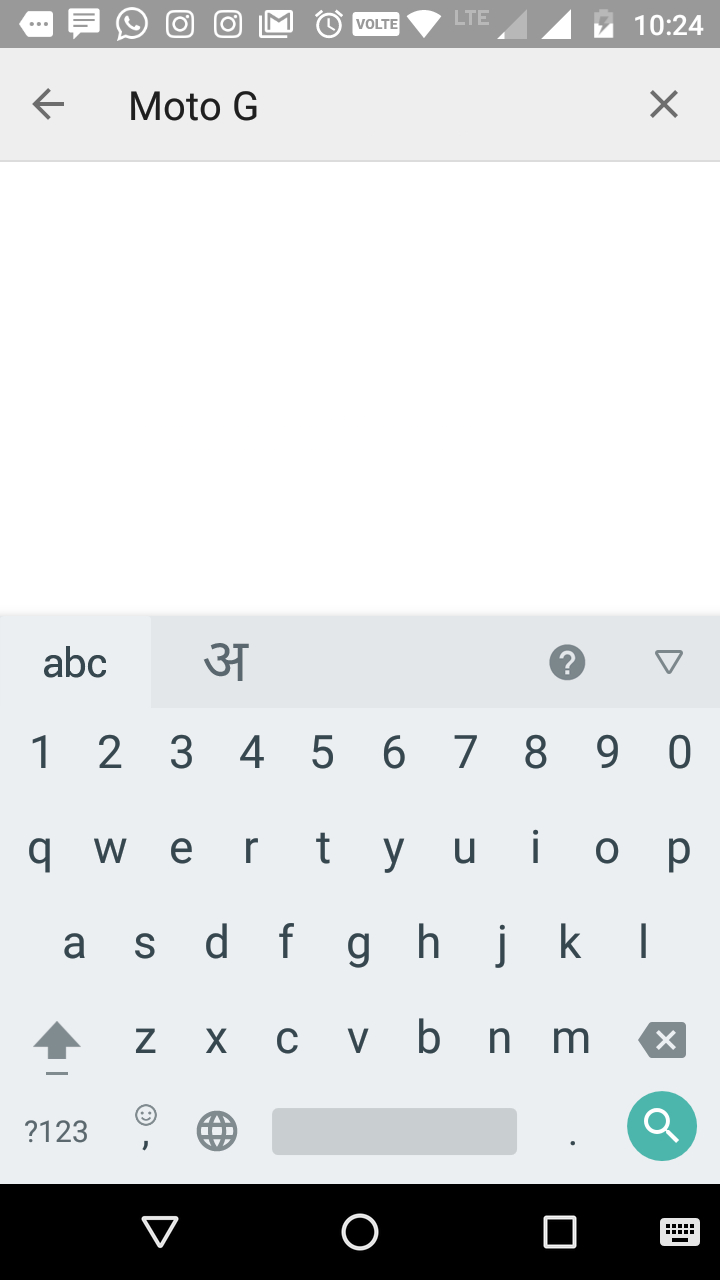 VOLTE LTE 10:24
Moto G
abc अ
1 2 3 4 5 6 7 8 9 0
q w e r t y u i o p
a s d f g h j k l
z x c v b n m
?123 , .